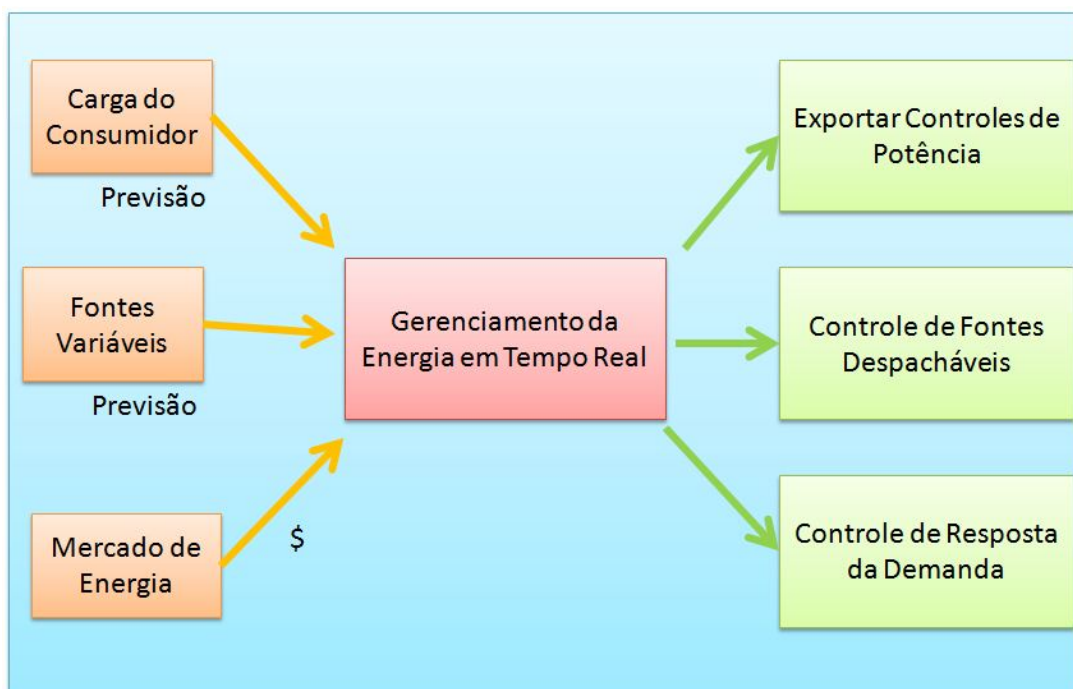 Carga do
Consumidor
Previsão
Fontes
Variáveis
Previsão
Mercado de
Energia
$
Gerenciamento da
Energia em Tempo Real
Exportar Controles de
Potência
Controle de Fontes
Despacháveis
Controle de Resposta
da Demanda